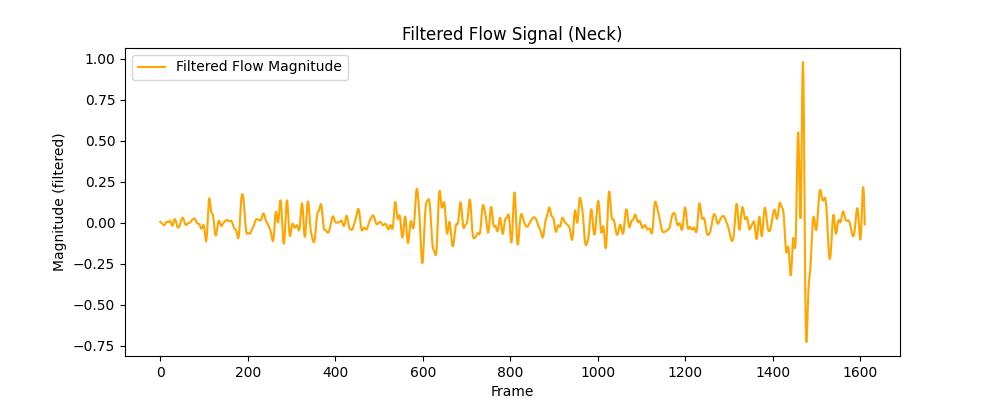 Filtered Flow Signal (Neck)
Filtered Flow Magnitude
Magnitude (filtered)
1.00
0.75
0.50
0.25
0.00
−0.25
−0.50
−0.75
0 200 400 600 800 1000 1200 1400 1600
Frame